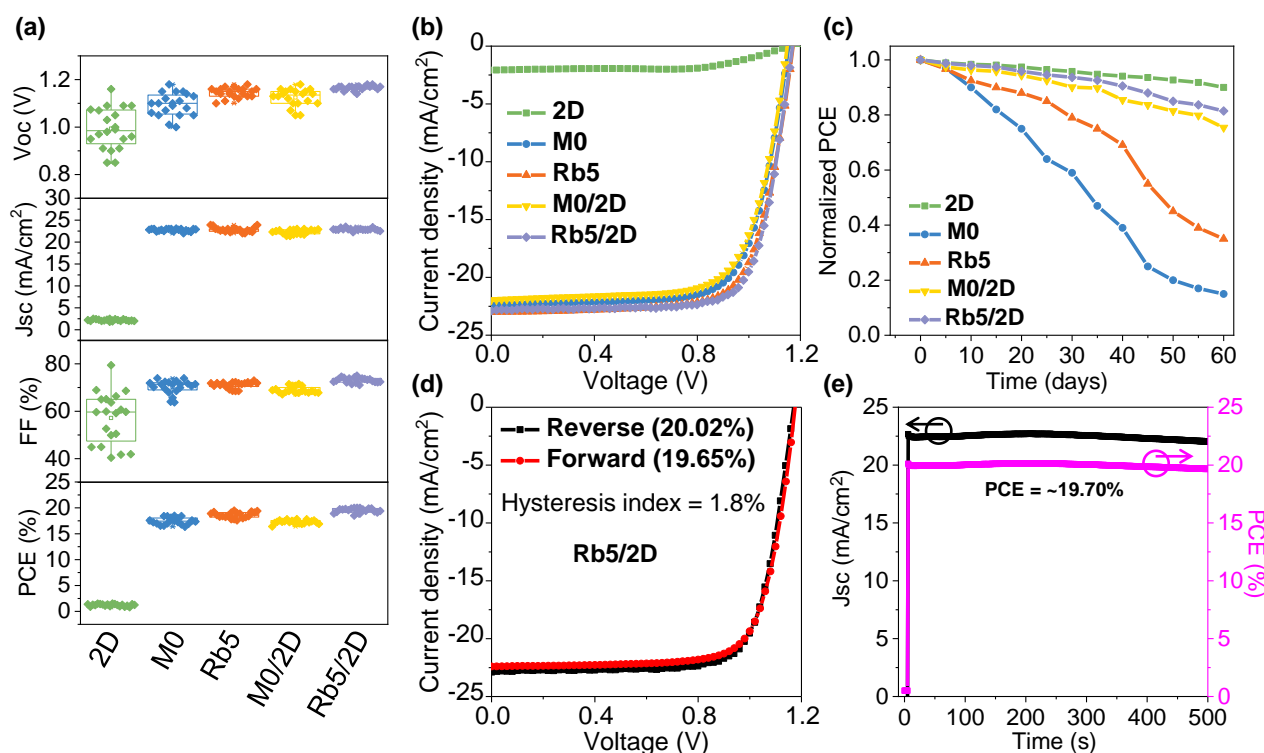 (a)
Voc (V)
1.2
1.0
0.8
Jsc (mA/cm²)
30
25
20
15
10
5
0
FF (%)
80
60
40
PCE (%)
20
15
10
5
0
2D
M0
Rb5
M0/2D
Rb5/2D
(b)
Current density (mA/cm²)
0
-5
-10
-15
-20
-25
2D
M0
Rb5
M0/2D
Rb5/2D
0.0 0.4 0.8 1.2
Voltage (V)
(c)
Normalized PCE
1.0
0.8
0.6
0.4
0.2
0.0
2D
M0
Rb5
M0/2D
Rb5/2D
0 10 20 30 40 50 60
Time (days)
(d)
Current density (mA/cm²)
0
-5
-10
-15
-20
-25
Reverse (20.02%)
Forward (19.65%)
Hysteresis index = 1.8%
Rb5/2D
0.0 0.4 0.8 1.2
Voltage (V)
(e)
Jsc (mA/cm2)
25
20
15
10
5
0
PCE = ~19.70%
25
20
15
10
5
0
PCE (%)
0 100 200 300 400 500
Time (s)